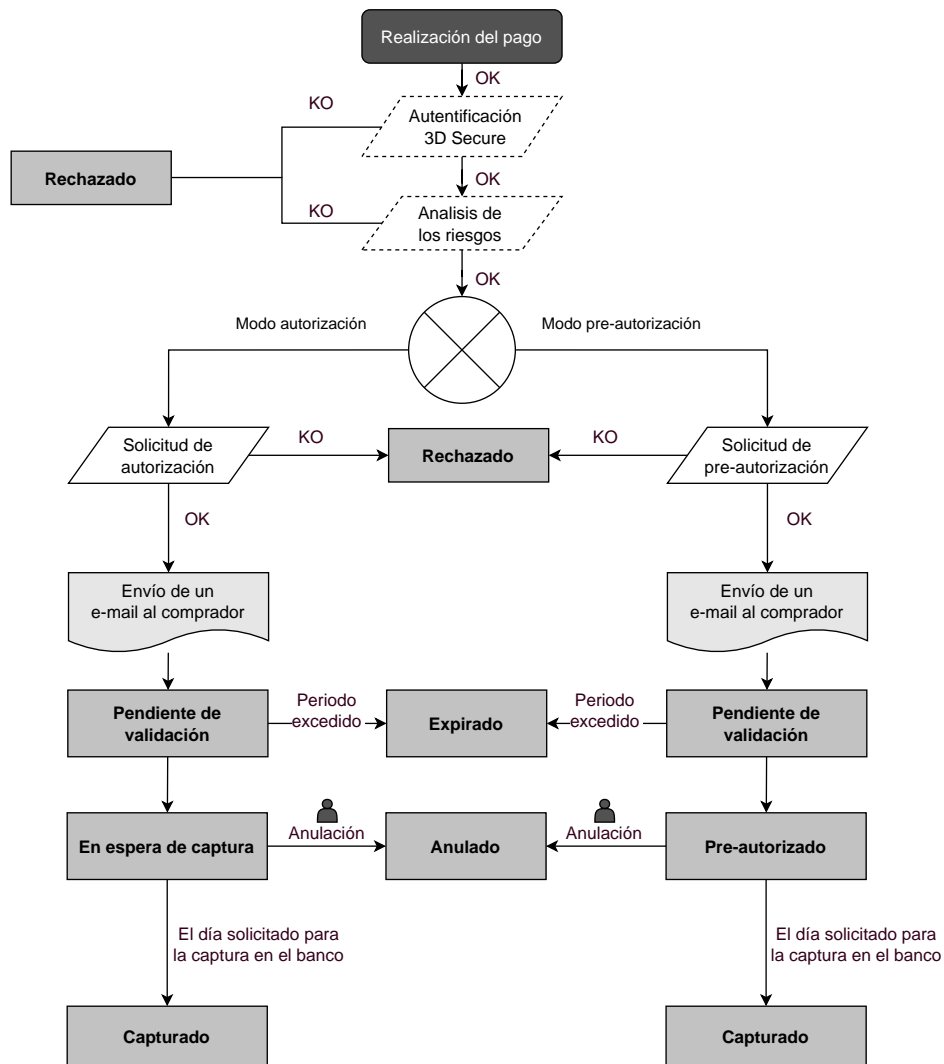 Realización del pago
OK
KO
Autentificación
3D Secure
Rechazado
OK
KO
Analisis de
los riesgos
OK
Modo autorización
Modo pre-autorización
Solicitud de
autorización
KO
Rechazado
KO
Solicitud de
pre-autorización
OK
OK
Envío de un
e-mail al comprador
Envío de un
e-mail al comprador
Pendiente de
validación
Periodo
excedido
Expirado
Periodo
excedido
Pendiente de
validación
En espera de captura
Anulación
Anulado
Anulación
Pre-autorizado
El día solicitado para
la captura en el banco
El día solicitado para
la captura en el banco
Capturado
Capturado